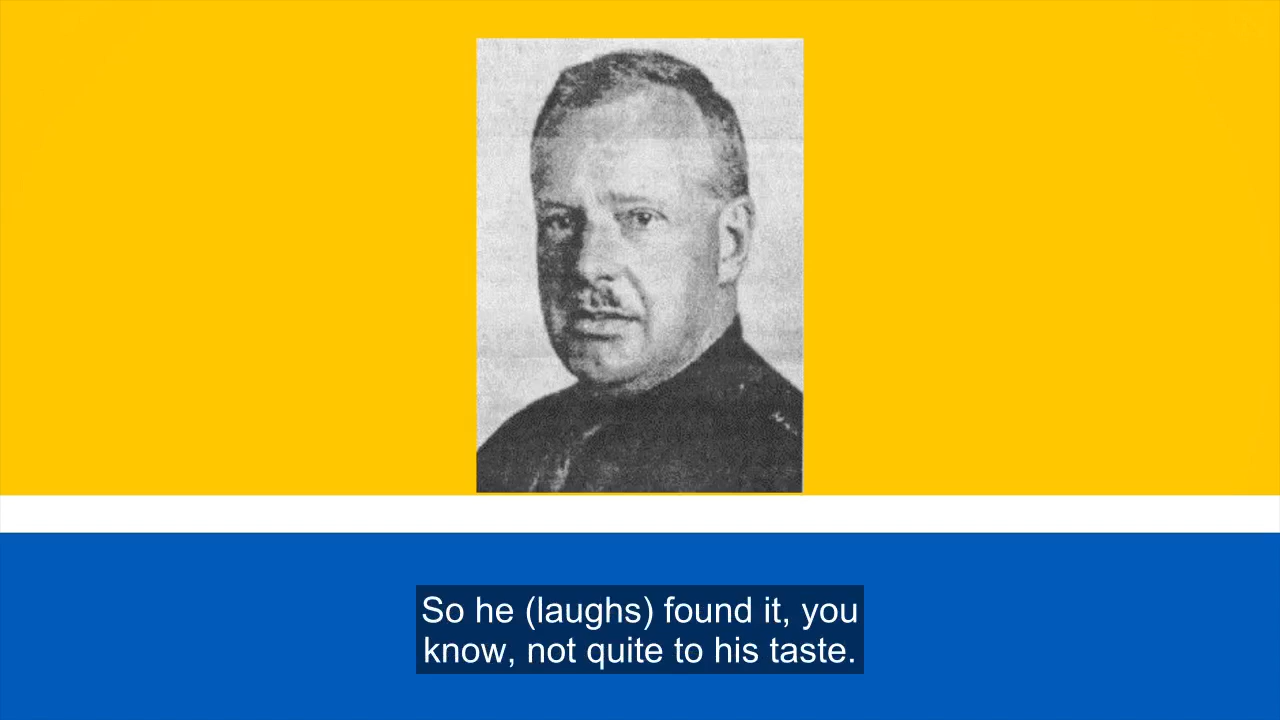 So he (laughs) found it, you
know, not quite to his taste.